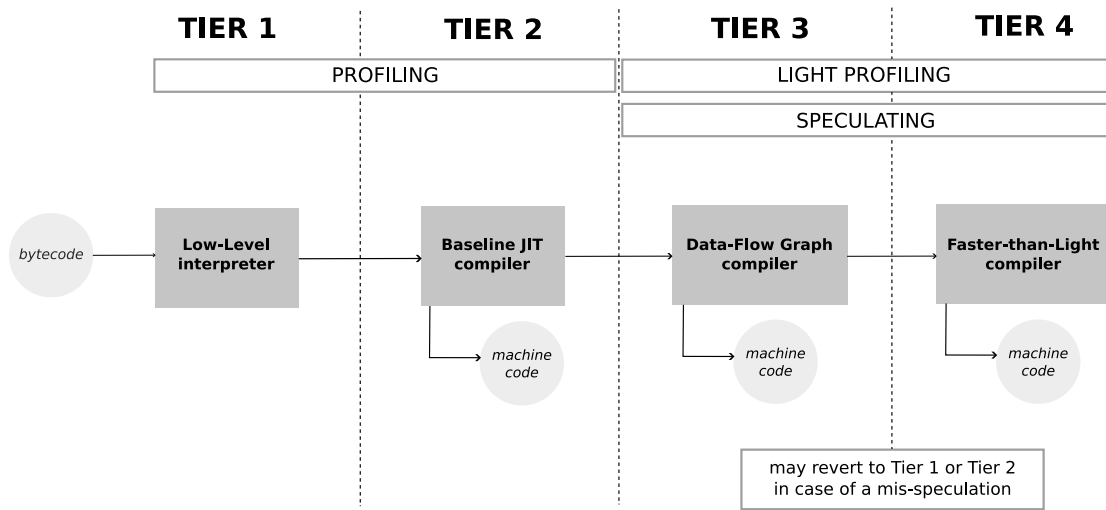 TIER 1
TIER 2
TIER 3
TIER 4
PROFILING
LIGHT PROFILING
SPECULATING
bytecode
Low-Level
interpreter
Baseline JIT
compiler
Data-Flow Graph
compiler
Faster-than-Light
compiler
machine
code
machine
code
machine
code
may revert to Tier 1 or Tier 2
in case of a mis-speculation